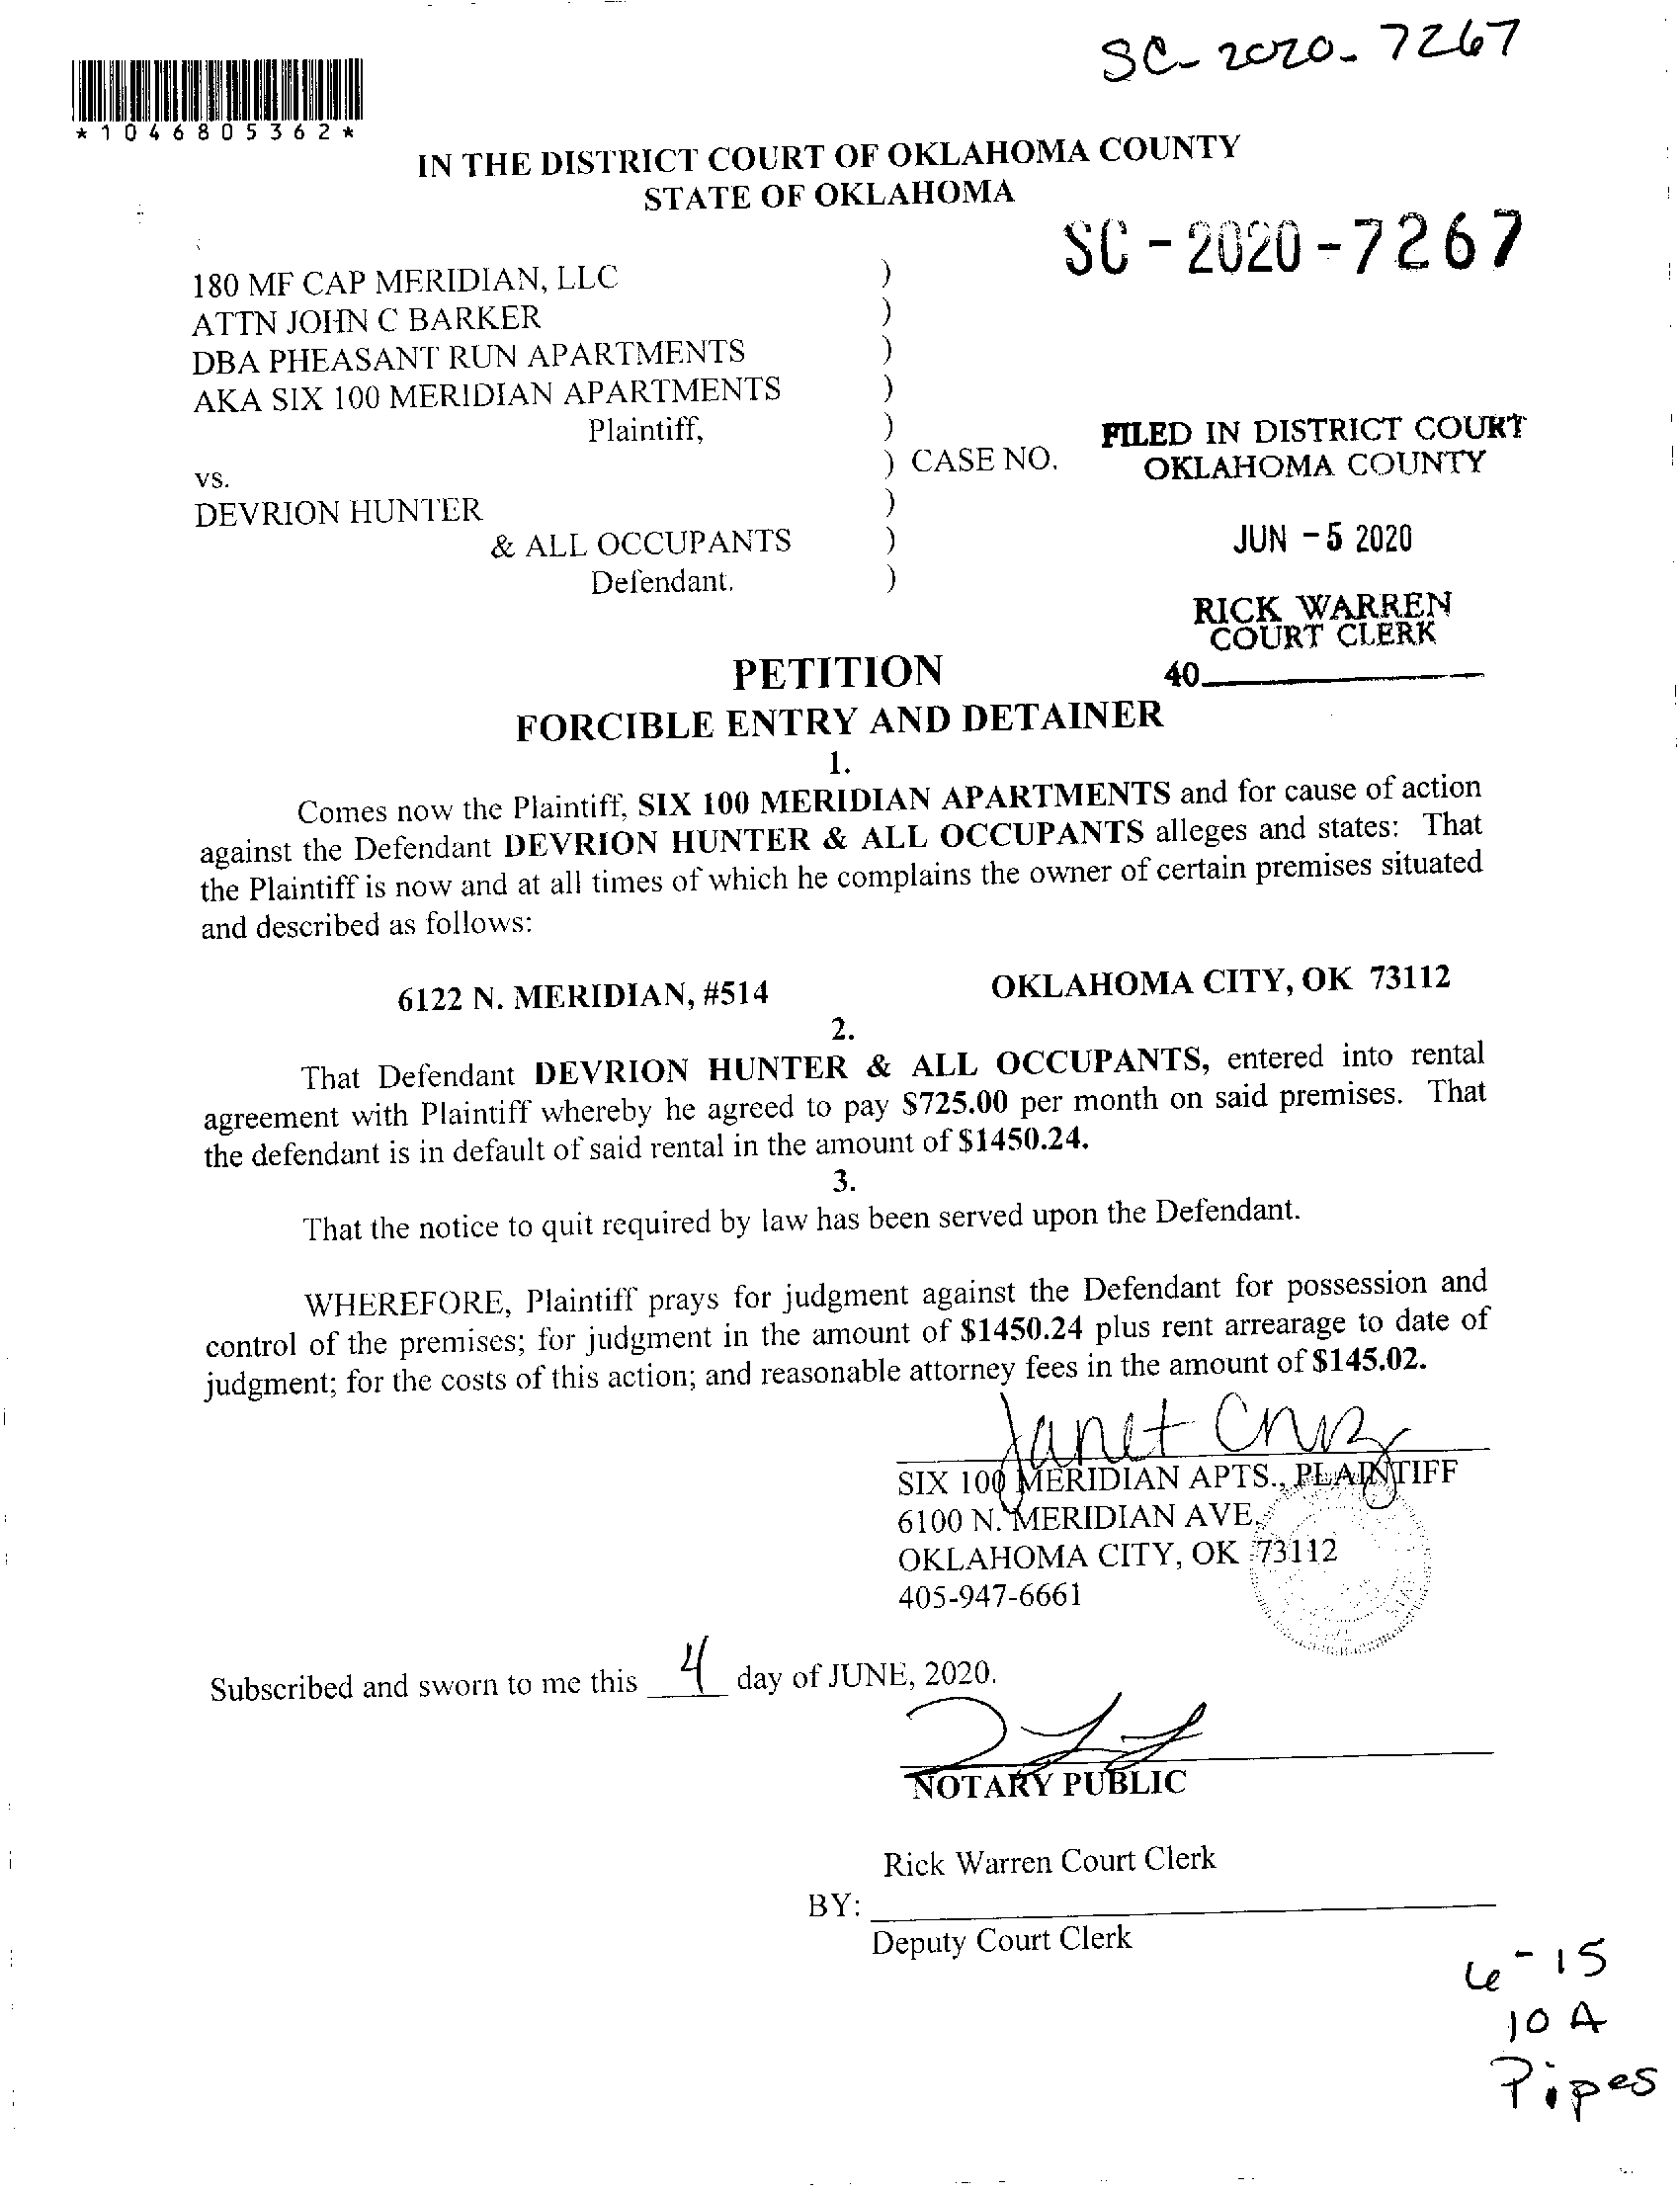 SC-2020-7267
*1046805362*
IN THE DISTRICT COURT OF OKLAHOMA COUNTY
STATE OF OKLAHOMA
SC-2020-7267
180 MF CAP MERIDIAN, LLC )
ATTN JOHN C BARKER )
DBA PHEASANT RUN APARTMENTS )
AKA SIX 100 MERIDIAN APARTMENTS )
Plaintiff, )
FILED IN DISTRICT COURT
OKLAHOMA COUNTY
vs. ) CASE NO.
DEVRION HUNTER )
& ALL OCCUPANTS )
JUN -5 2020
Defendant. )
RICK WARREN
COURT CLERK
40
PETITION
FORCIBLE ENTRY AND DETAINER
1.
Comes now the Plaintiff, SIX 100 MERIDIAN APARTMENTS and for cause of action
against the Defendant DEVRION HUNTER & ALL OCCUPANTS alleges and states: That
the Plaintiff is now and at all times of which he complains the owner of certain premises situated
and described as follows:
6122 N. MERIDIAN, #514 OKLAHOMA CITY, OK 73112
2.
That Defendant DEVRION HUNTER & ALL OCCUPANTS, entered into rental
agreement with Plaintiff whereby he agreed to pay $725.00 per month on said premises. That
the defendant is in default of said rental in the amount of $1450.24.
3.
That the notice to quit required by law has been served upon the Defendant.
WHEREFORE, Plaintiff prays for judgment against the Defendant for possession and
control of the premises; for judgment in the amount of $1450.24 plus rent arrearage to date of
judgment; for the costs of this action; and reasonable attorney fees in the amount of $145.02.
Janet Cruz
SIX 100 MERIDIAN APTS., PLAINTIFF
6100 N. MERIDIAN AVE.
OKLAHOMA CITY, OK 73112
405-947-6661
Subscribed and sworn to me this 4 day of JUNE, 2020.
NOTARY PUBLIC
Rick Warren Court Clerk
BY:
Deputy Court Clerk
6-15
10 A
Pipes